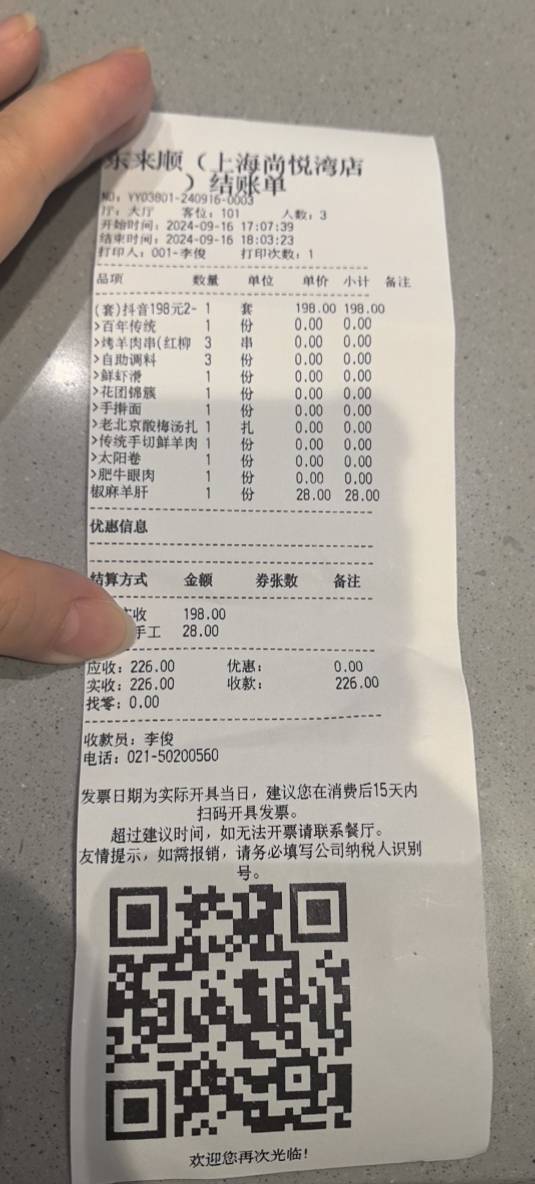 东来顺（上海尚悦湾店
）结账单
NO: YY03801-240916-0003
厅: 大厅 客位: 101 人数: 3
开始时间: 2024-09-16 17:07:39
结束时间: 2024-09-16 18:03:23
打印人: 001-李俊 打印次数: 1
品项 数量 单位 单价 小计 备注
(套)抖音198元2- 1 套 198.00 198.00
>百年传统 1 份 0.00 0.00
>烤羊肉串(红柳 3 串 0.00 0.00
>自助调料 3 份 0.00 0.00
>鲜虾滑 1 份 0.00 0.00
>花团锦簇 1 份 0.00 0.00
>手擀面 1 份 0.00 0.00
>老北京酸梅汤扎 1 扎 0.00 0.00
>传统手切鲜羊肉 1 份 0.00 0.00
>太阳卷 1 份 0.00 0.00
>肥牛眼肉 1 份 0.00 0.00
椒麻羊肝 1 份 28.00 28.00
优惠信息
结算方式 金额 券张数 备注
实收 198.00
手工 28.00
应收: 226.00 优惠: 0.00
实收: 226.00 收款: 226.00
找零: 0.00
收款员: 李俊
电话: 021-50200560
发票日期为实际开具当日，建议您在消费后15天内
扫码开具发票。
超过建议时间，如无法开票请联系餐厅。
友情提示，如需报销，请务必填写公司纳税人识别
号。
欢迎您再次光临!